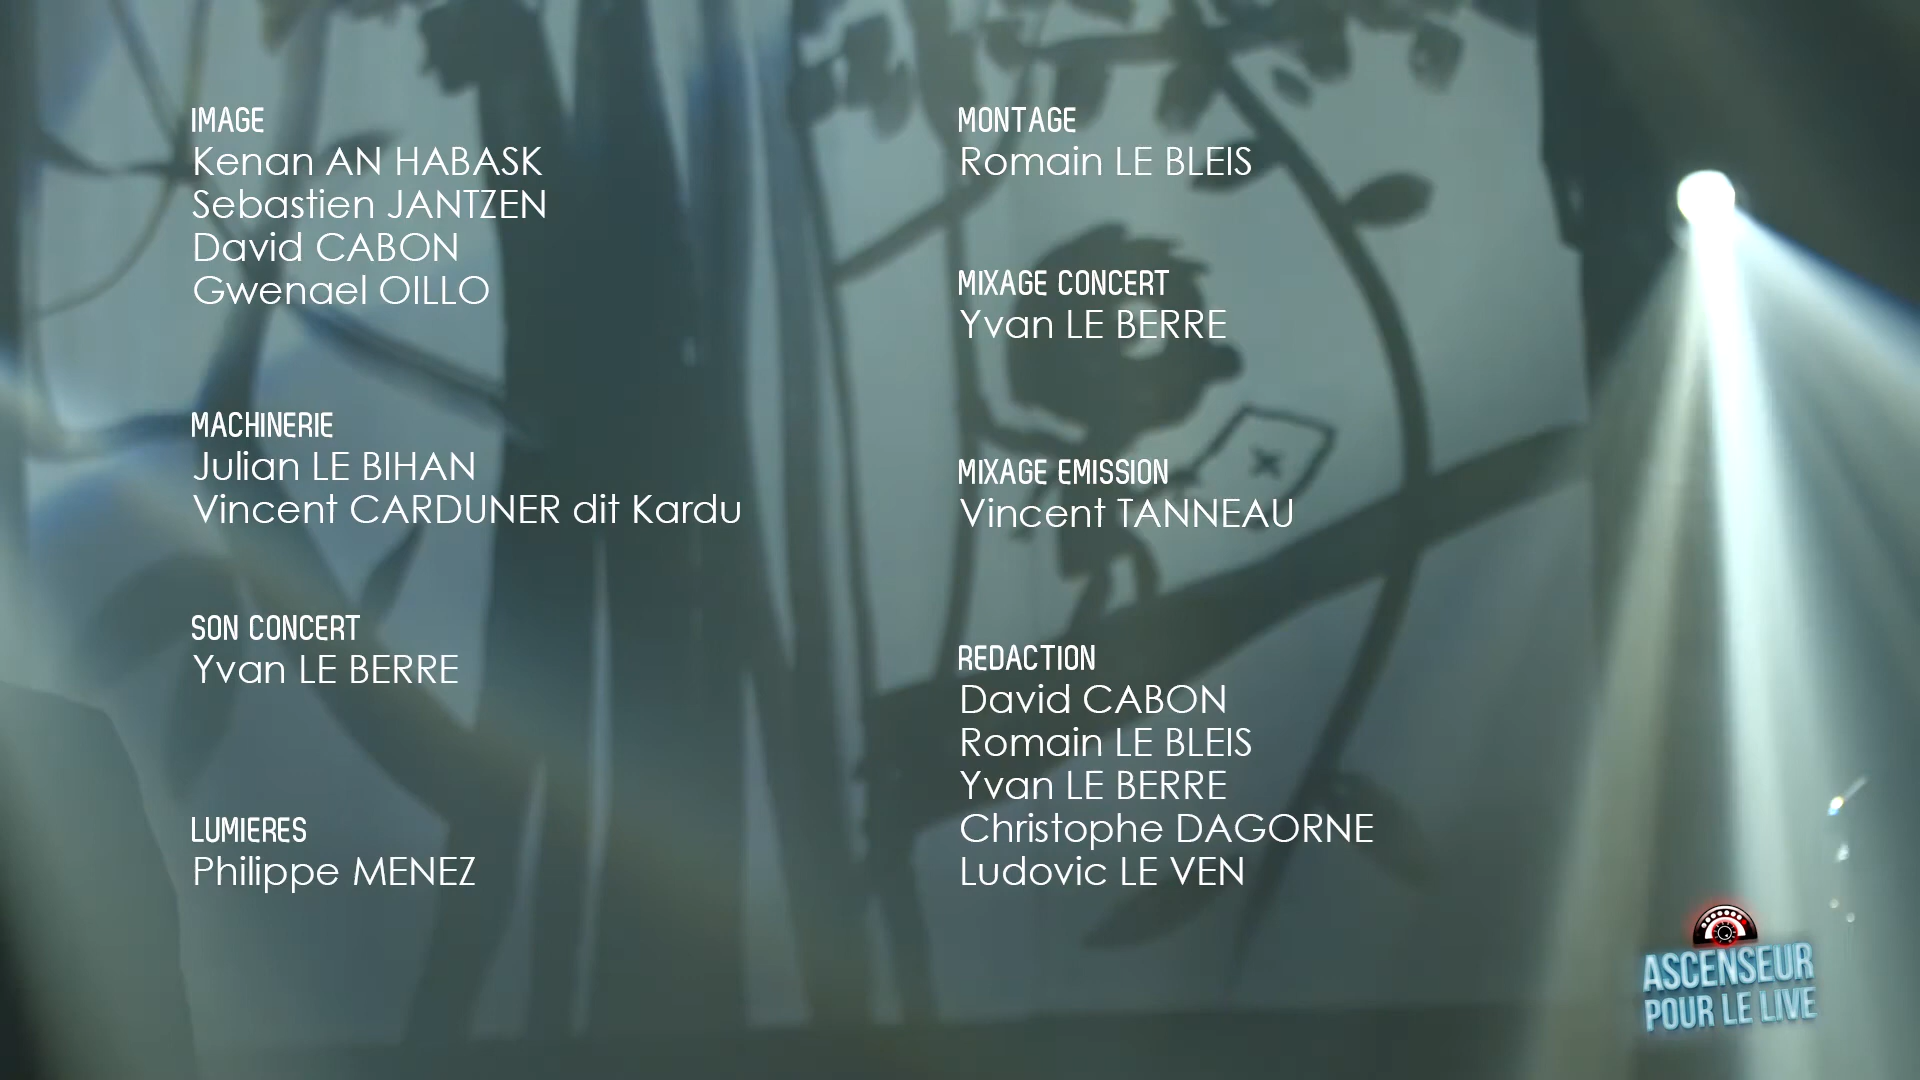 IMAGE
Kenan AN HABASK
Sebastien JANTZEN
David CABON
Gwenael OILLO
MACHINERIE
Julian LE BIHAN
Vincent CARDUNER dit Kardu
SON CONCERT
Yvan LE BERRE
LUMIERES
Philippe MENEZ
MONTAGE
Romain LE BLEIS
MIXAGE CONCERT
Yvan LE BERRE
MIXAGE EMISSION
Vincent TANNEAU
REDACTION
David CABON
Romain LE BLEIS
Yvan LE BERRE
Christophe DAGORNE
Ludovic LE VEN
ASCENSEUR
POUR LE LIVE